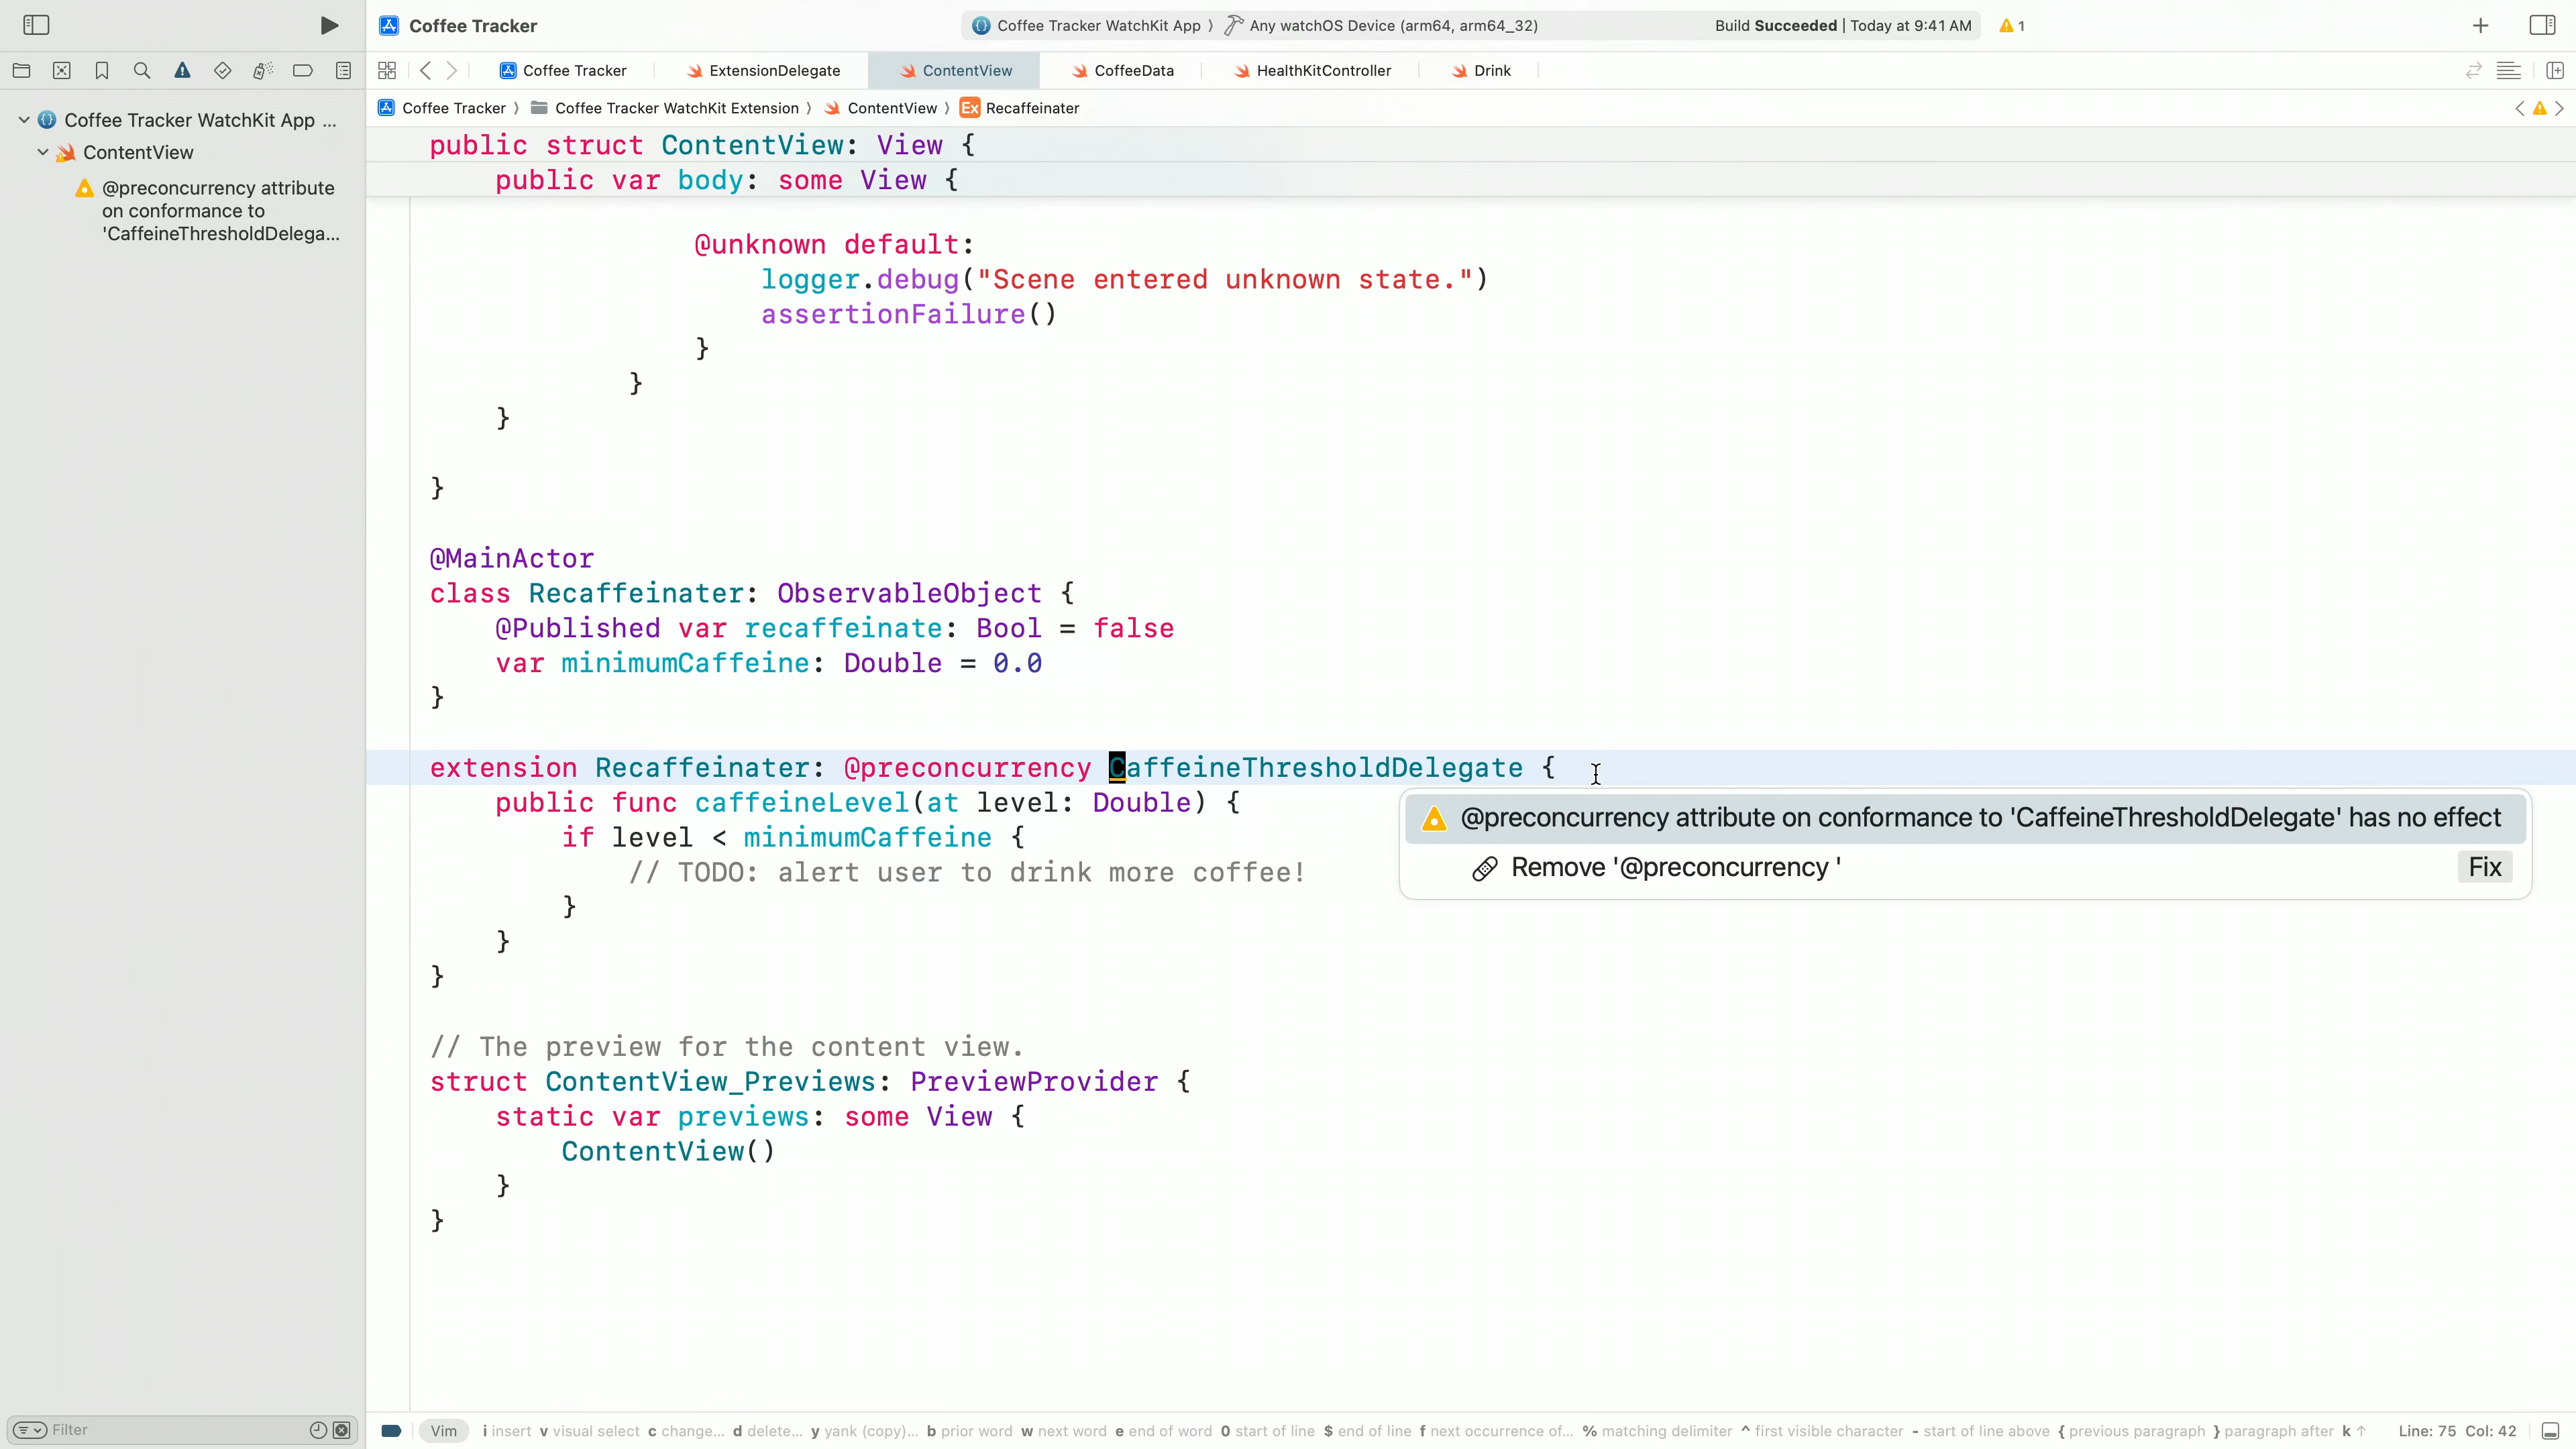 Coffee Tracker
Coffee Tracker WatchKit App 〉 Any watchOS Device (arm64, arm64_32)
Build Succeeded | Today at 9:41 AM
1
Coffee Tracker
ExtensionDelegate
ContentView
CoffeeData
HealthKitController
Drink
Coffee Tracker 〉 Coffee Tracker WatchKit Extension 〉 ContentView 〉 Ex Recaffeinater
Coffee Tracker WatchKit App ...
ContentView
@preconcurrency attribute
on conformance to
'CaffeineThresholdDelega...
public struct ContentView: View {
public var body: some View {
@unknown default:
logger.debug("Scene entered unknown state.")
assertionFailure()
}
}
}
}
@MainActor
class Recaffeinater: ObservableObject {
@Published var recaffeinate: Bool = false
var minimumCaffeine: Double = 0.0
}
extension Recaffeinater: @preconcurrency CaffeineThresholdDelegate {
public func caffeineLevel(at level: Double) {
if level < minimumCaffeine {
// TODO: alert user to drink more coffee!
}
}
}
@preconcurrency attribute on conformance to 'CaffeineThresholdDelegate' has no effect
Remove '@preconcurrency '
Fix
// The preview for the content view.
struct ContentView_Previews: PreviewProvider {
static var previews: some View {
ContentView()
}
}
Filter
Vim
i insert v visual select c change... d delete... y yank (copy)... b prior word w next word e end of word 0 start of line $ end of line f next occurrence of... % matching delimiter ^ first visible character - start of line above { previous paragraph } paragraph after k ↑
Line: 75 Col: 42